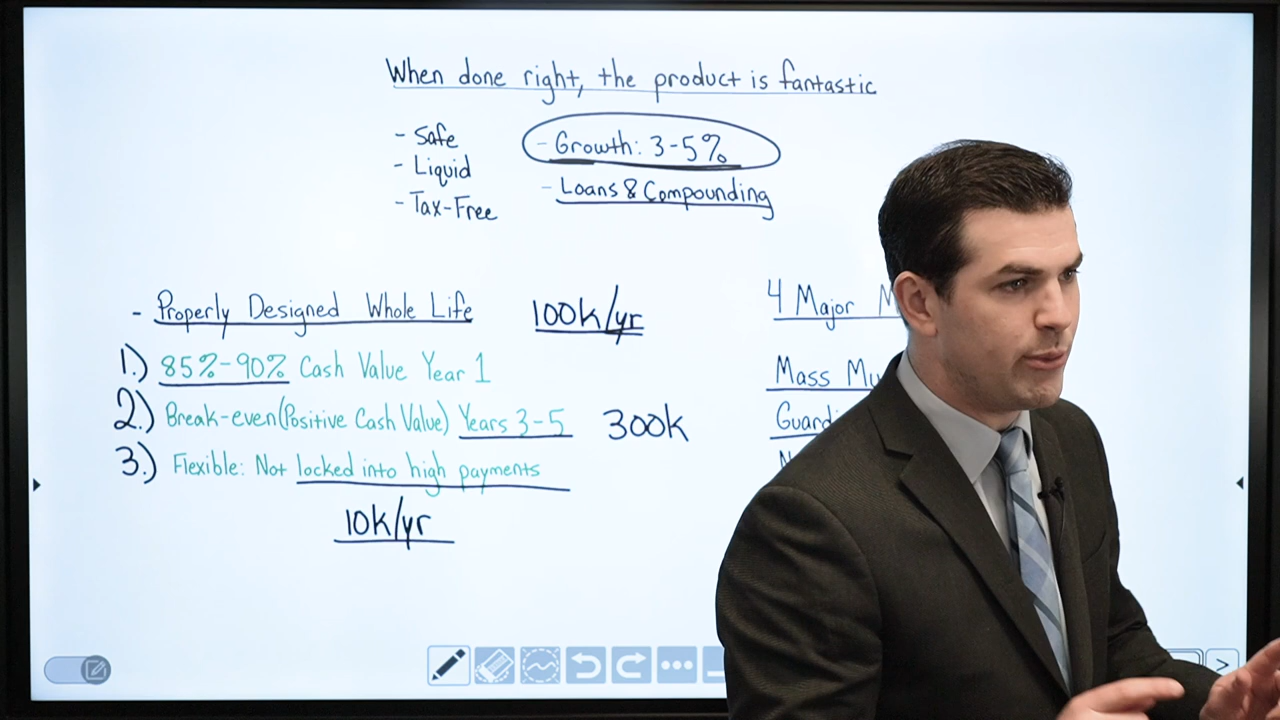 When done right, the product is fantastic
- Safe
- Liquid
- Tax-Free
- Growth: 3-5%
- Loans & Compounding
- Properly Designed Whole Life
100k/yr
1.) 85%-90% Cash Value Year 1
2.) Break-even (Positive Cash Value) Years 3-5
300k
3.) Flexible: Not locked into high payments
10k/yr
4 Major
Mass